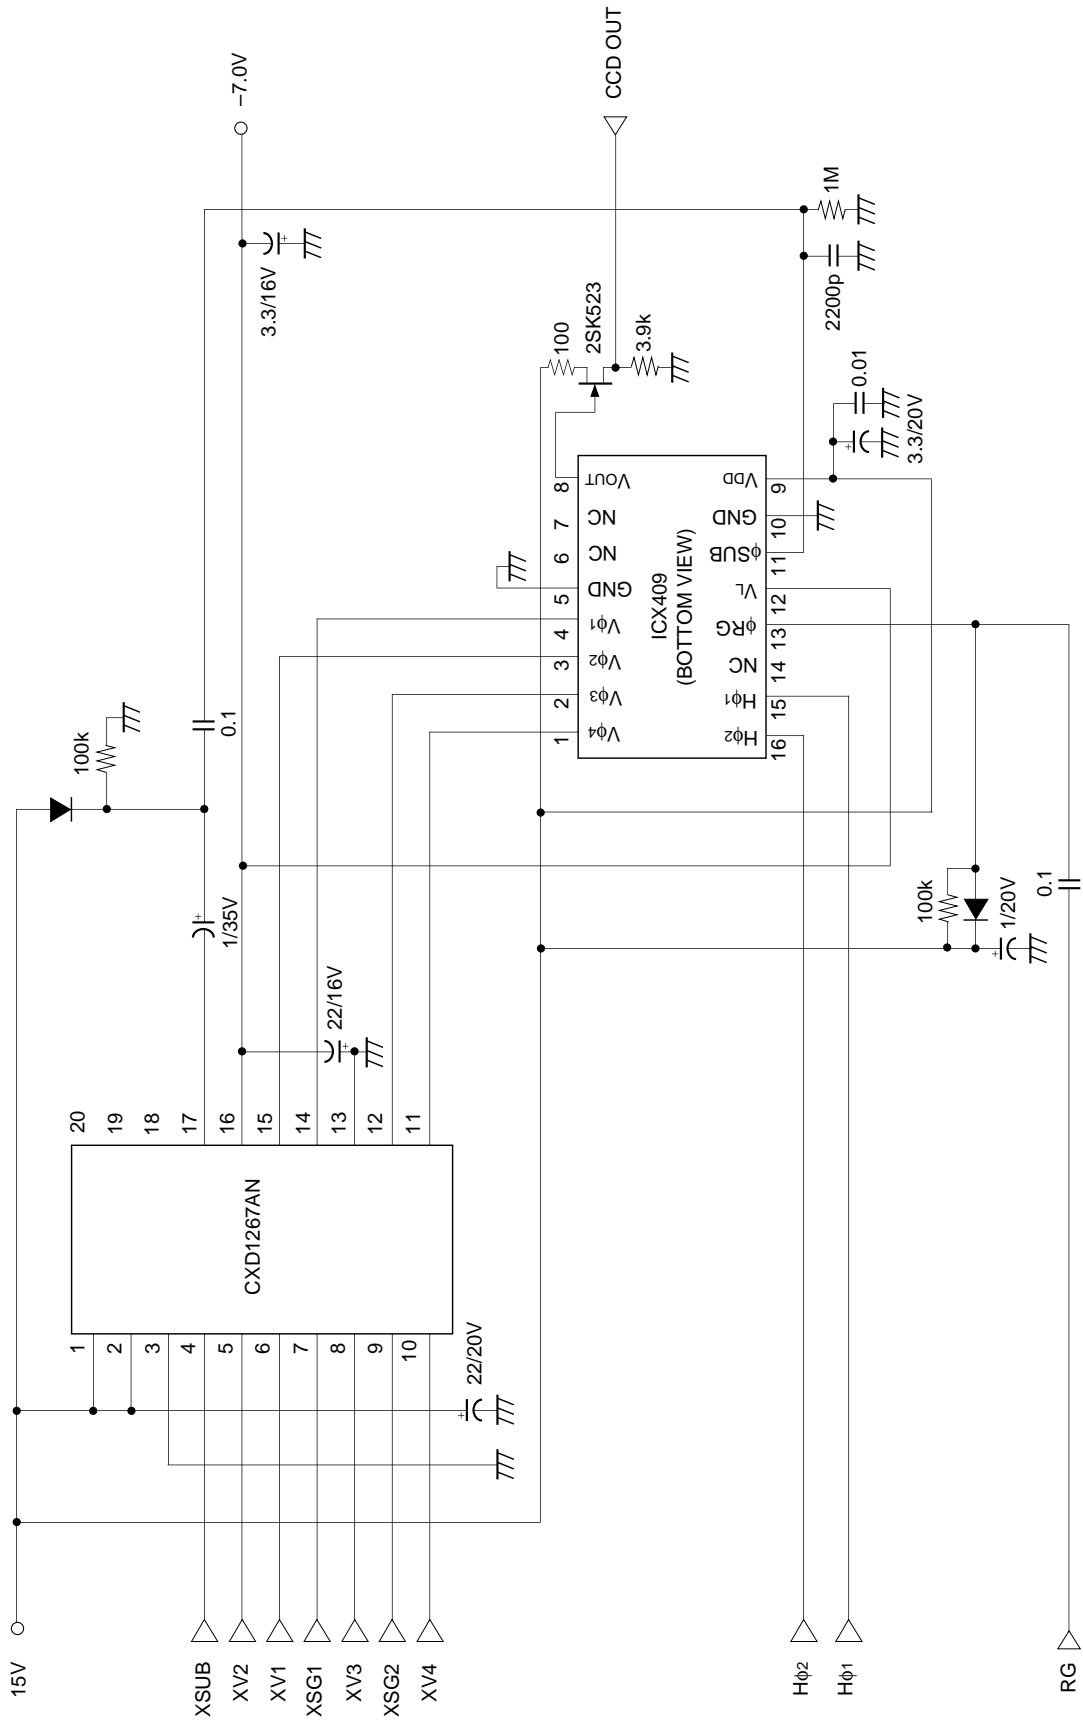 15V
XSUB
XV2
XV1
XSG1
XV3
XSG2
XV4
Hϕ2
Hϕ1
RG
1
2
3
4
5
6
7
8
9
10
22/20V
CXD1267AN
20
19
18
17
16
15
14
13
12
11
22/16V
1/35V
100k
0.1
–7.0V
3.3/16V
100k
1/20V
0.1
ICX409
(BOTTOM VIEW)
1
2
3
4
5
6
7
8
Vϕ4
Vϕ3
Vϕ2
Vϕ1
GND
NC
NC
VOUT
Hϕ2
Hϕ1
NC
ϕRG
VL
ϕSUB
GND
VDD
16
15
14
13
12
11
10
9
100
2SK523
3.9k
CCD OUT
3.3/20V
0.01
2200p
1M